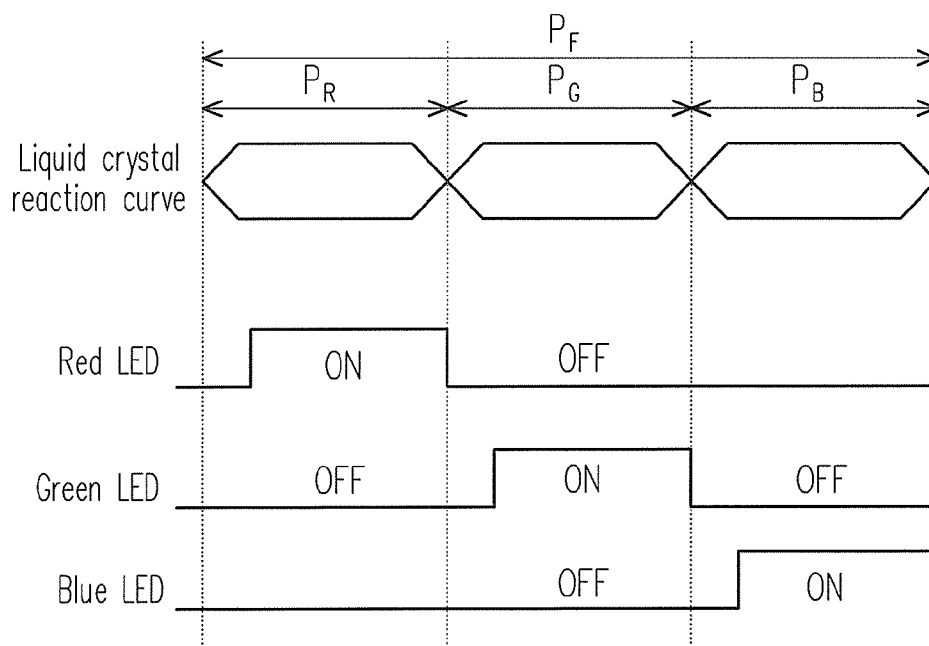 P_F
P_R P_G P_B
Liquid crystal
reaction curve
Red LED ON OFF
Green LED OFF ON OFF
Blue LED OFF ON